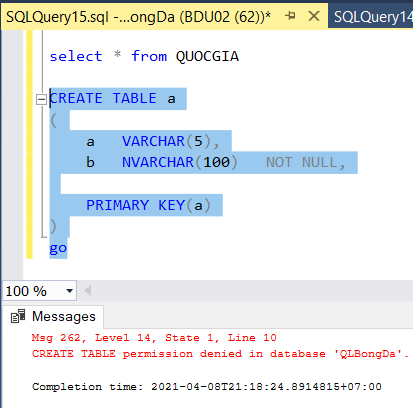 SQLQuery15.sql -...ongDa (BDU02 (62))*
SQLQuery14
select * from QUOCGIA
CREATE TABLE a
(
a VARCHAR(5),
b NVARCHAR(100) NOT NULL,
PRIMARY KEY(a)
)
go
100 %
Messages
Msg 262, Level 14, State 1, Line 10
CREATE TABLE permission denied in database 'QLBongDa'.
Completion time: 2021-04-08T21:18:24.8914815+07:00